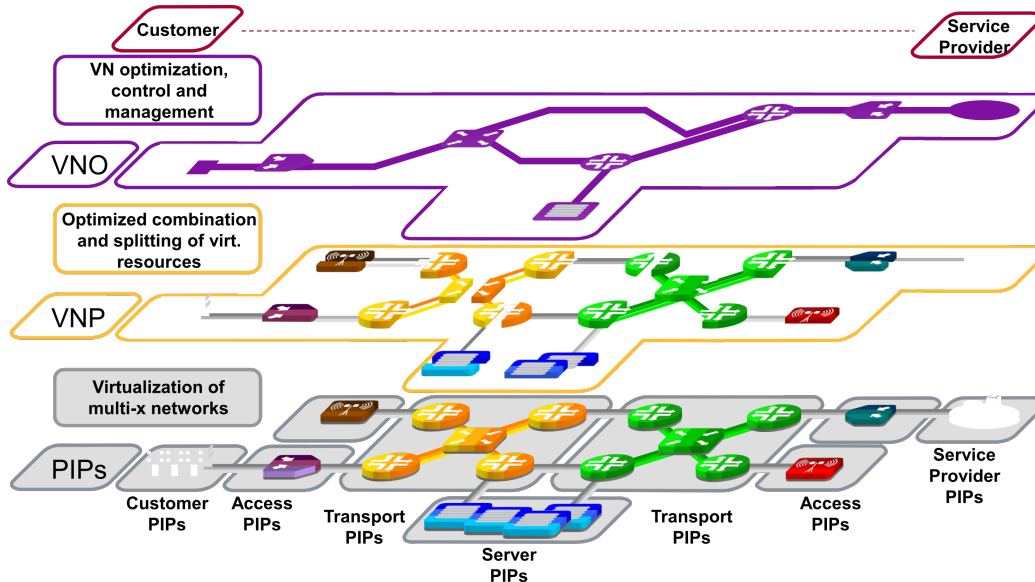 Customer
Service
Provider
VN optimization,
control and
management
VNO
Optimized combination
and splitting of virt.
resources
VNP
Virtualization of
multi-x networks
PIPs
Customer
PIPs
Access
PIPs
Transport
PIPs
Server
PIPs
Transport
PIPs
Access
PIPs
Service
Provider
PIPs